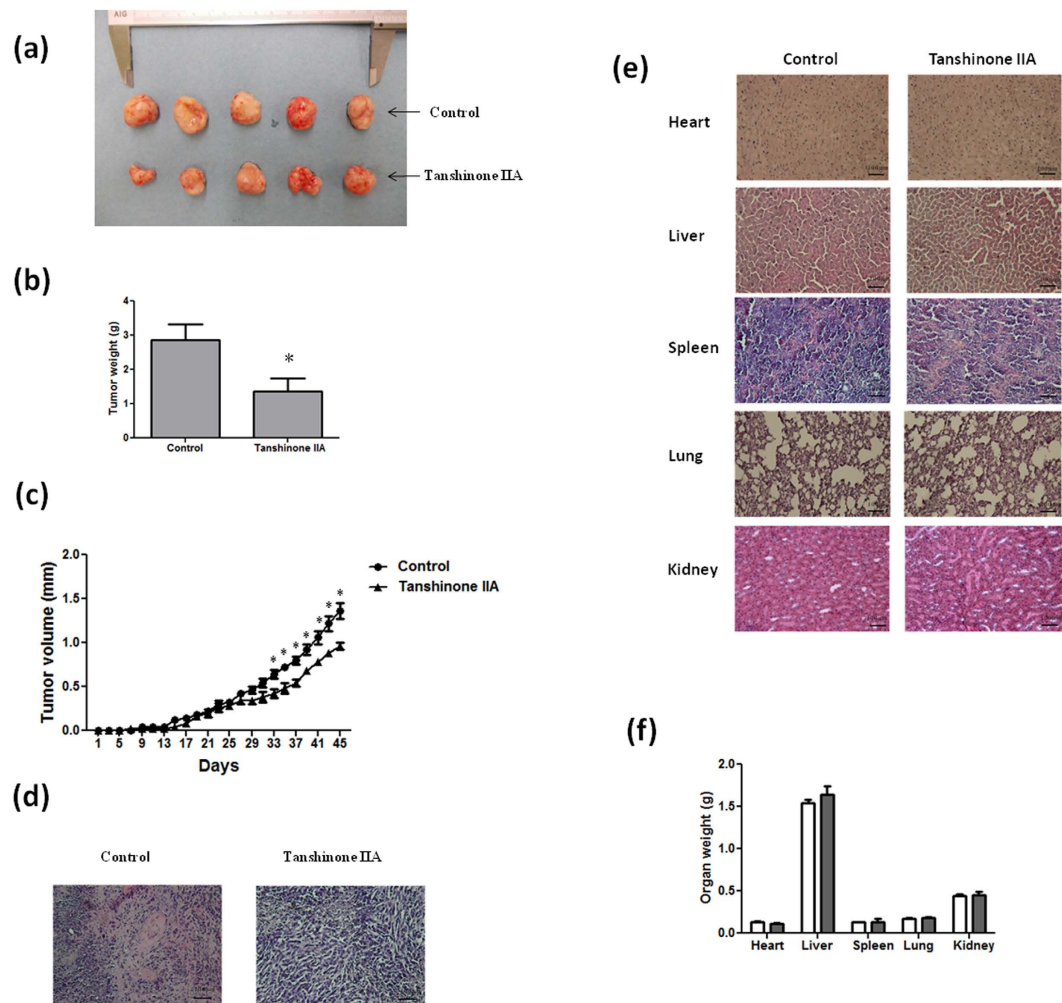 (a)
AIG
Control
Tanshinone IIA
(b)
Tumor weight (g)
4
3
2
1
0
*
Control
Tanshinone IIA
(c)
Tumor volume (mm)
2.0
1.5
1.0
0.5
0.0
Control
Tanshinone IIA
* * * * * * *
1 5 9 13 17 21 25 29 33 37 41 45
Days
(d)
Control
Tanshinone IIA
(e)
Control
Tanshinone IIA
Heart
Liver
Spleen
Lung
Kidney
(f)
Organ weight (g)
2.0
1.5
1.0
0.5
0.0
Heart Liver Spleen Lung Kidney